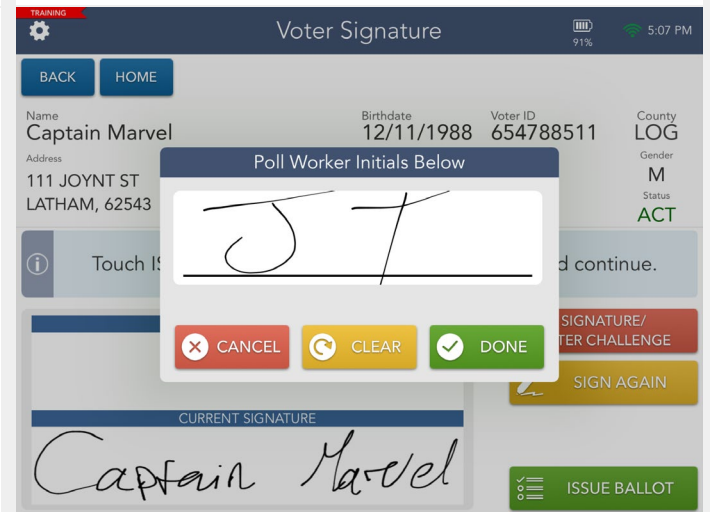 TRAINING
Voter Signature
91%
5:07 PM
BACK
HOME
Name
Captain Marvel
Birthdate
12/11/1988
Voter ID
654788511
County
LOG
Address
111 JOYNT ST
LATHAM, 62543
Gender
M
Status
ACT
Poll Worker Initials Below
J T
Touch
d continue.
CANCEL
CLEAR
DONE
SIGNATURE/
TER CHALLENGE
SIGN AGAIN
CURRENT SIGNATURE
Captain Marvel
ISSUE BALLOT